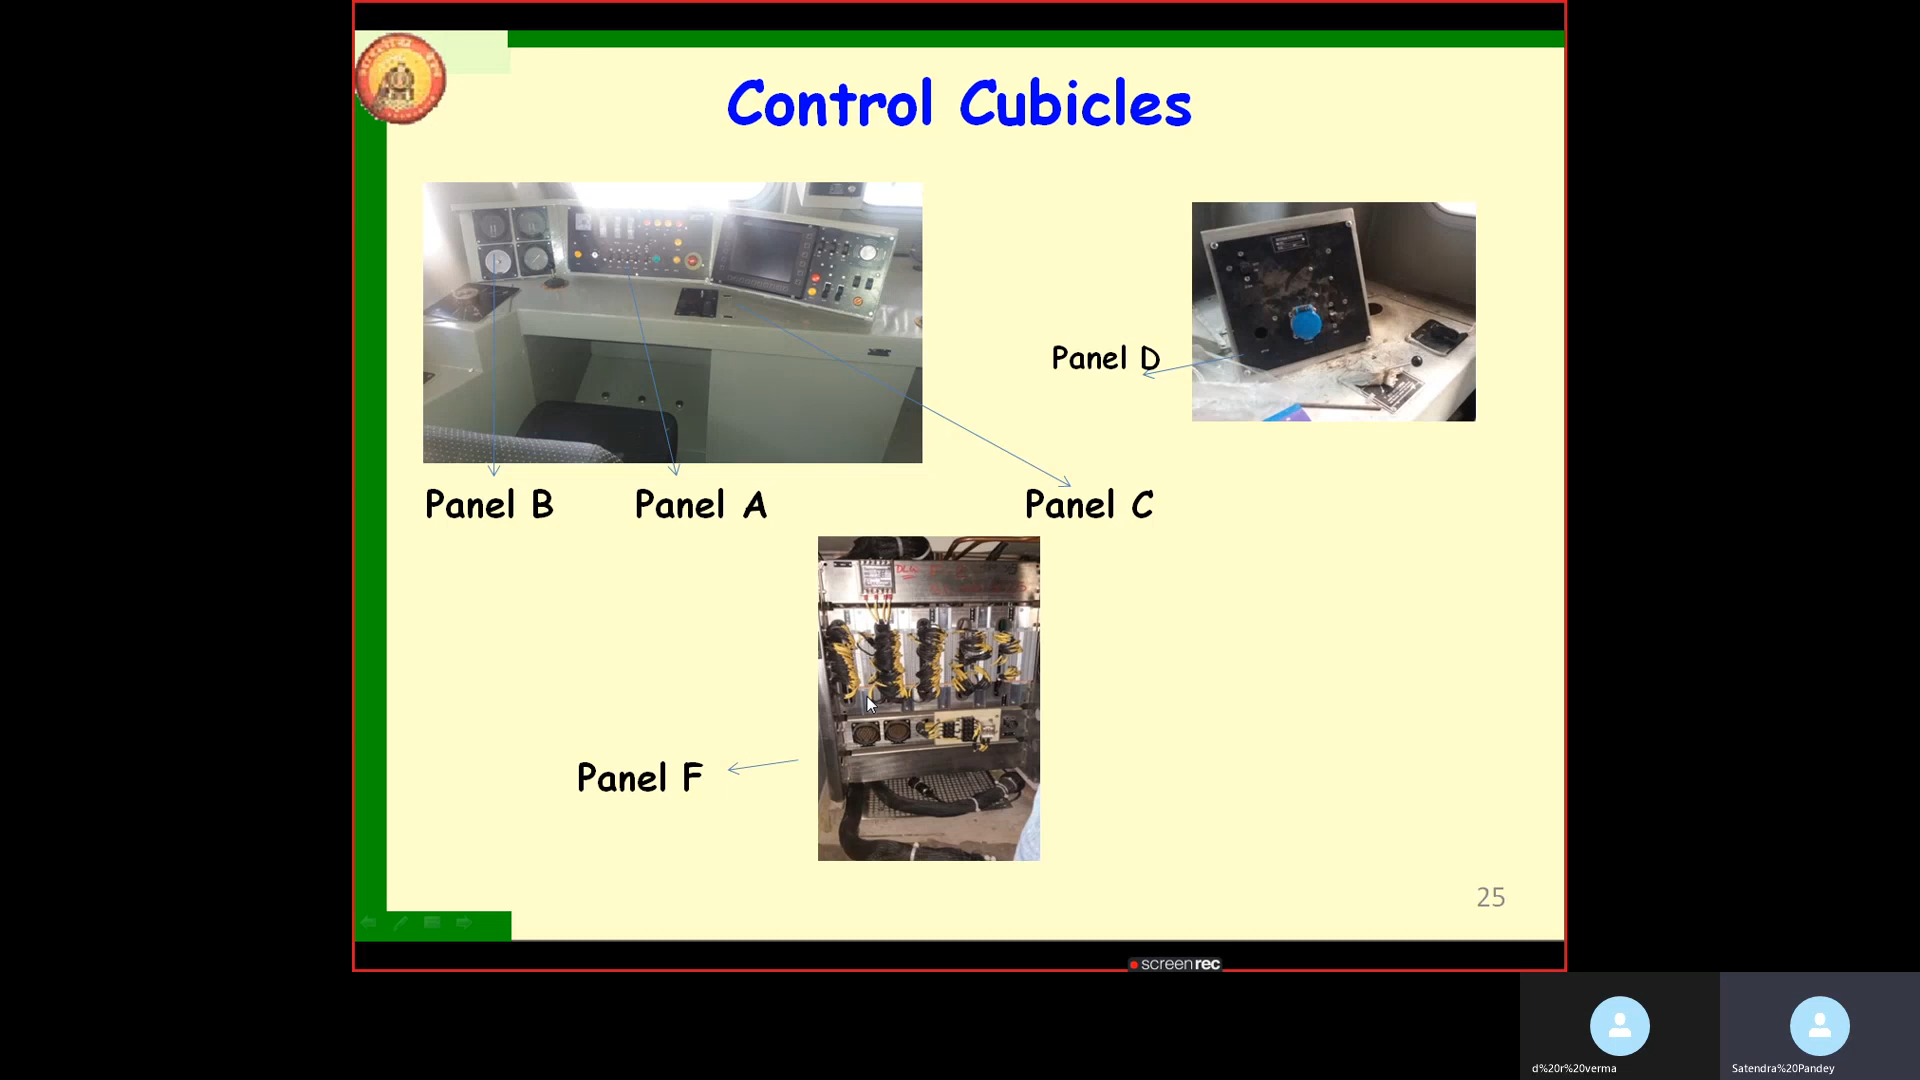 Control Cubicles
Panel D
Panel B
Panel A
Panel C
Panel F
25
screenrec
d%20r%20verma
Satendra%20Pandey